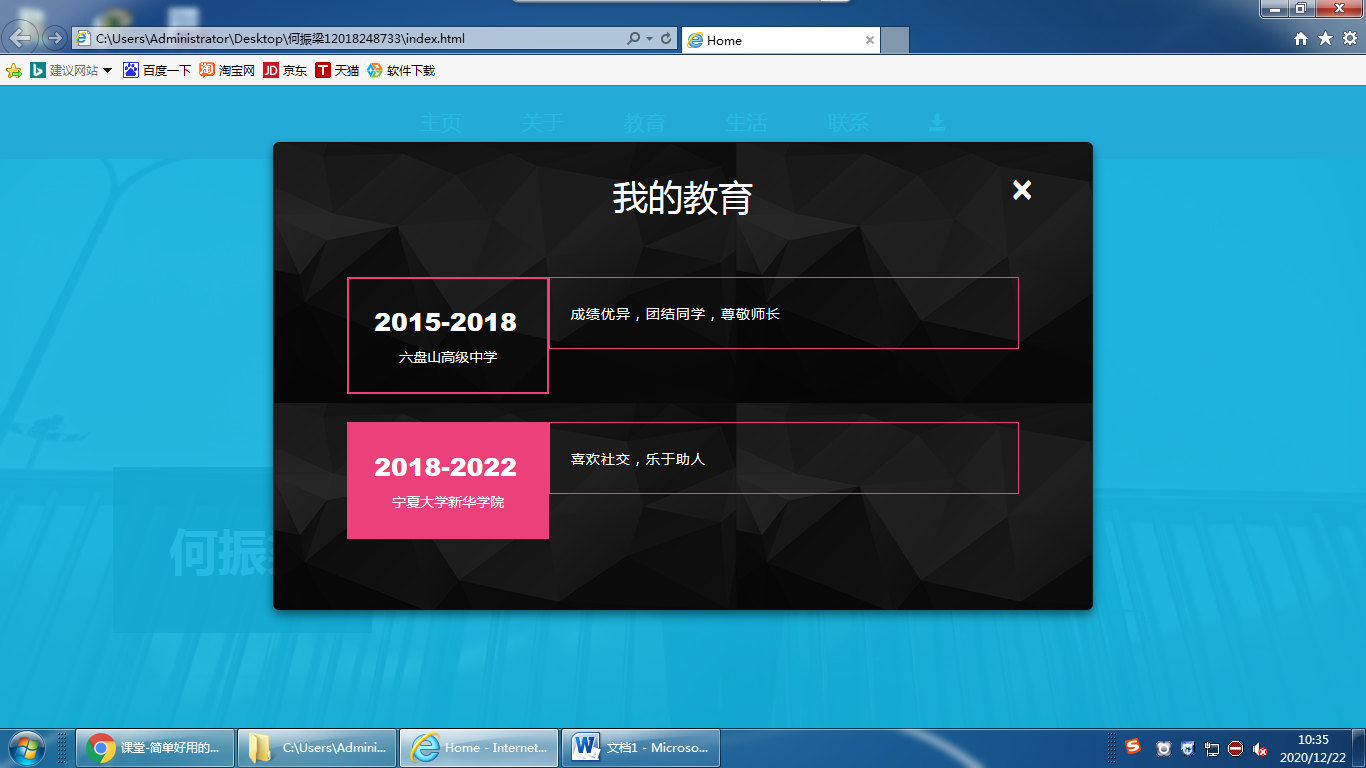 C:\Users\Administrator\Desktop\何振梁12018248733\index.html
Home
建议网站
百度一下
淘宝网
京东
天猫
软件下载
主页
关于
教育
生活
联系
我的教育
×
2015-2018
六盘山高级中学
成绩优异，团结同学，尊敬师长
2018-2022
宁夏大学新华学院
喜欢社交，乐于助人
何振
课堂-简单好用的...
C:\Users\Admini...
Home - Internet...
文档1 - Microso...
10:35
2020/12/22